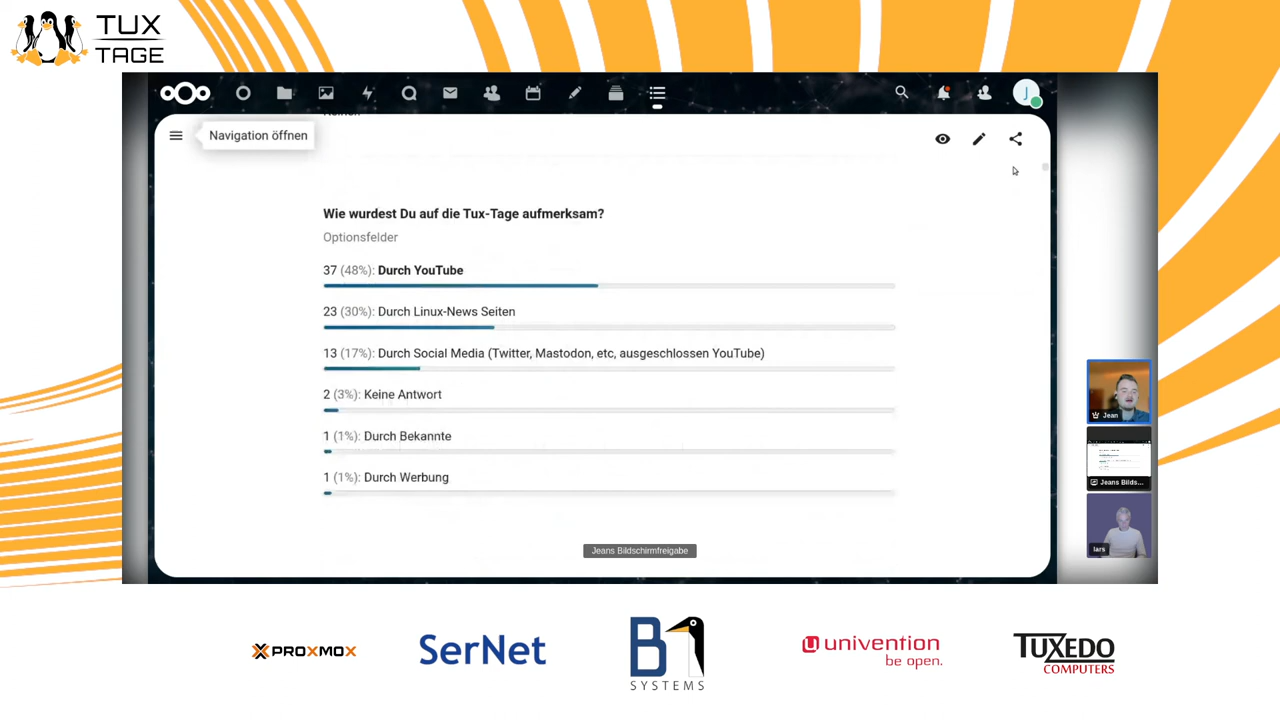 TUX
TAGE
J
Navigation öffnen
Wie wurdest Du auf die Tux-Tage aufmerksam?
Optionsfelder
37 (48%): Durch YouTube
23 (30%): Durch Linux-News Seiten
13 (17%): Durch Social Media (Twitter, Mastodon, etc, ausgeschlossen YouTube)
2 (3%): Keine Antwort
1 (1%): Durch Bekannte
1 (1%): Durch Werbung
Jeans Bildschirmfreigabe
Jean
Jeans Bilds...
lars
PROXMOX
SerNet
B1
SYSTEMS
univention
be open.
TUXEDO
COMPUTERS